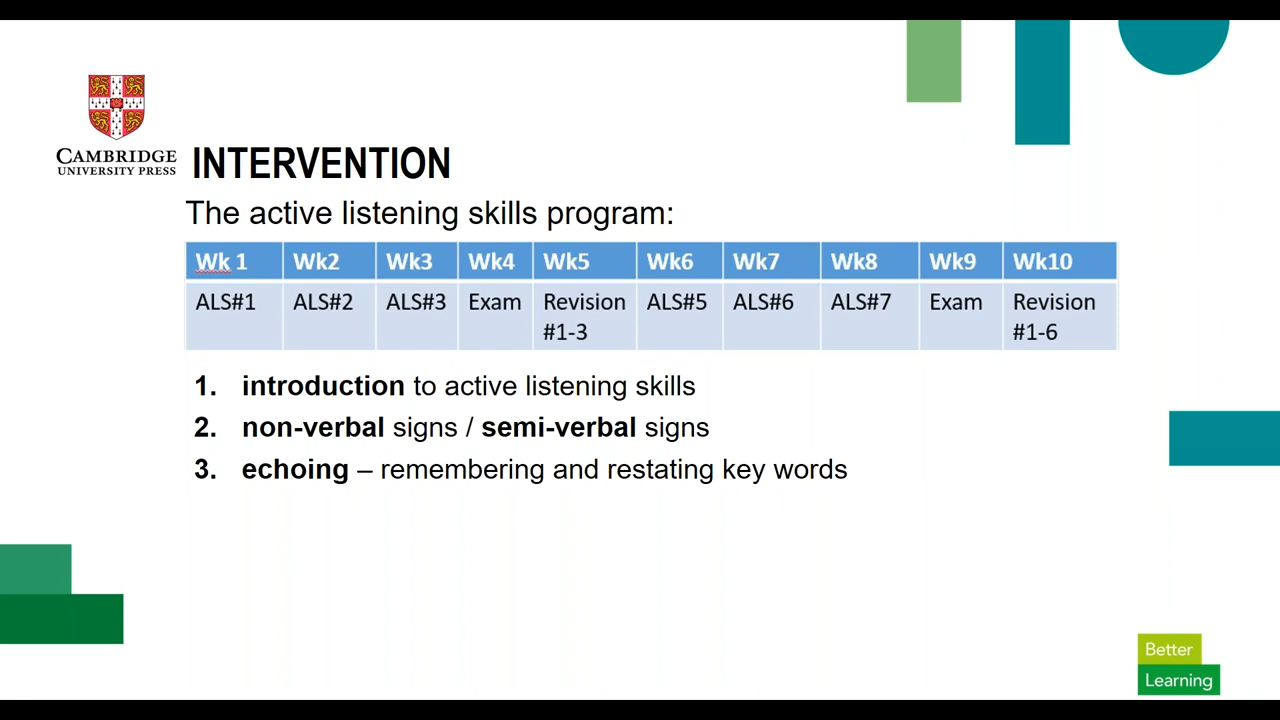 CAMBRIDGE
UNIVERSITY PRESS
INTERVENTION
The active listening skills program:
Wk 1 Wk2 Wk3 Wk4 Wk5 Wk6 Wk7 Wk8 Wk9 Wk10
ALS#1 ALS#2 ALS#3 Exam Revision ALS#5 ALS#6 ALS#7 Exam Revision
#1-3 #1-6
1. introduction to active listening skills
2. non-verbal signs / semi-verbal signs
3. echoing – remembering and restating key words
Better
Learning